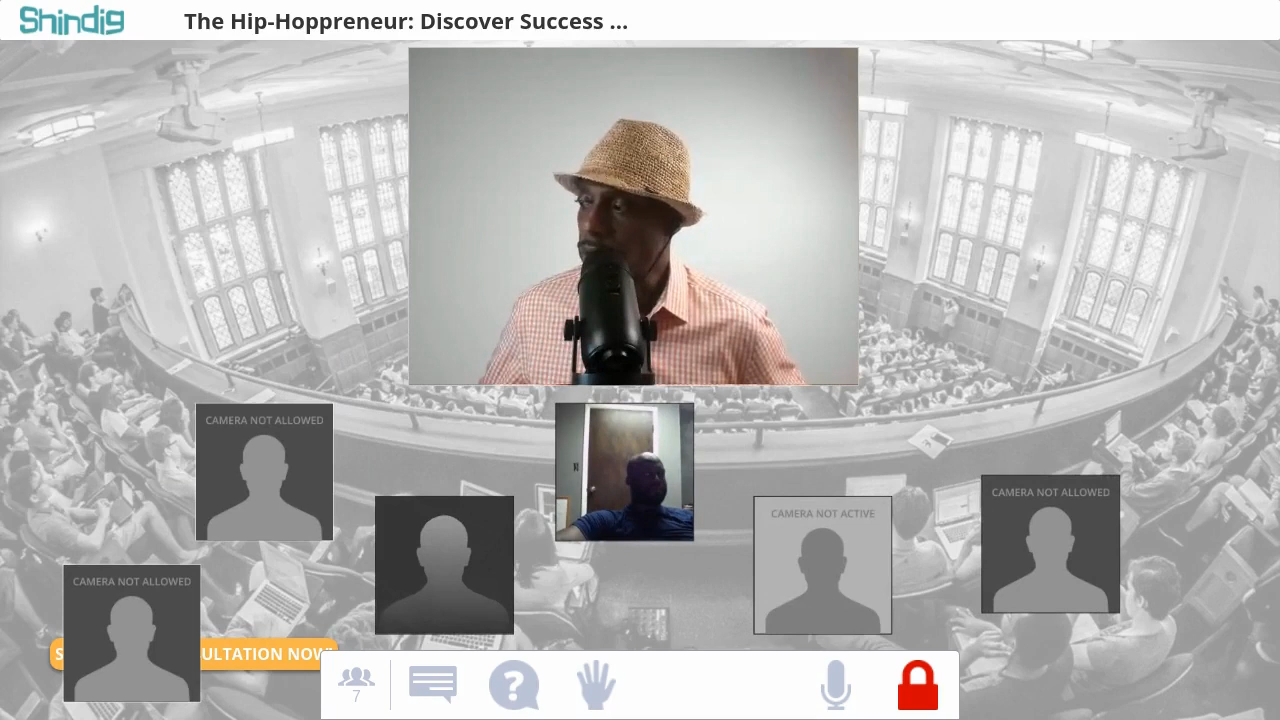 Shindig
The Hip-Hoppreneur: Discover Success ...
CAMERA NOT ALLOWED
CAMERA NOT ALLOWED
CAMERA NOT ACTIVE
CAMERA NOT ALLOWED
NOW
7